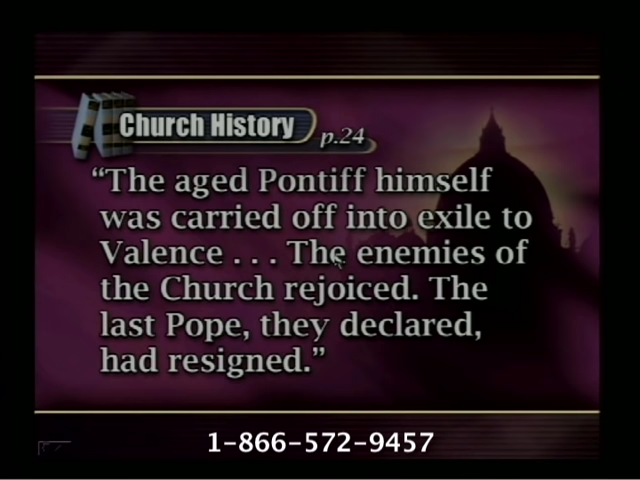 Church History p.24
“The aged Pontiff himself
was carried off into exile to
Valence . . . The enemies of
the Church rejoiced. The
last Pope, they declared,
had resigned.”
1-866-572-9457